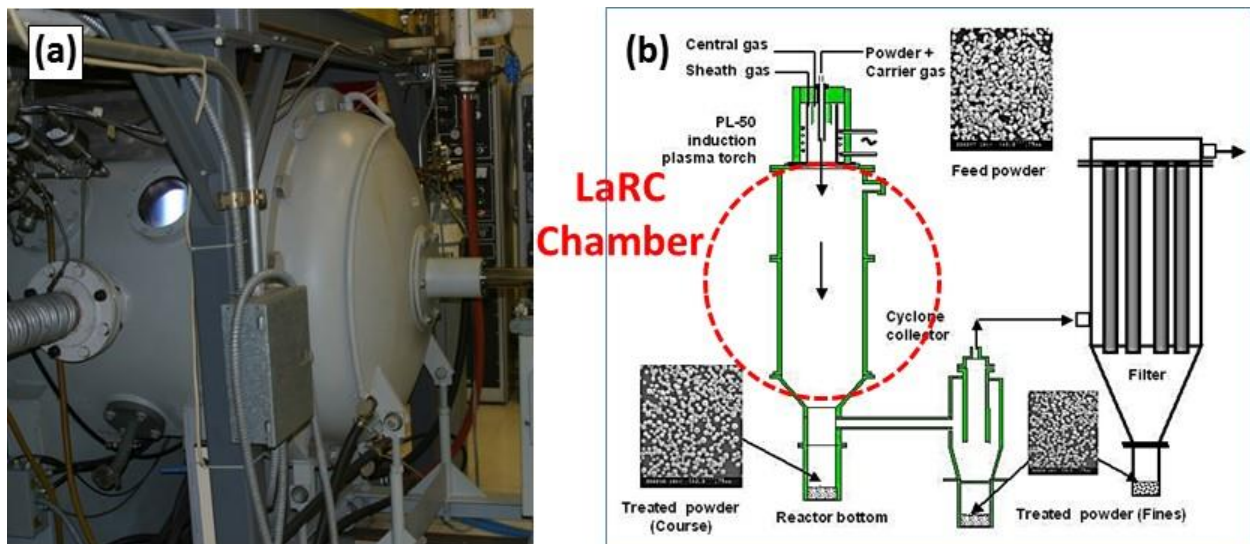 (a)
(b)
Central gas
Sheath gas
Powder +
Carrier gas
PL-50
induction
plasma torch
Feed powder
LaRC
Chamber
Cyclone
collector
Filter
Treated powder
(Course)
Reactor bottom
Treated powder (Fines)